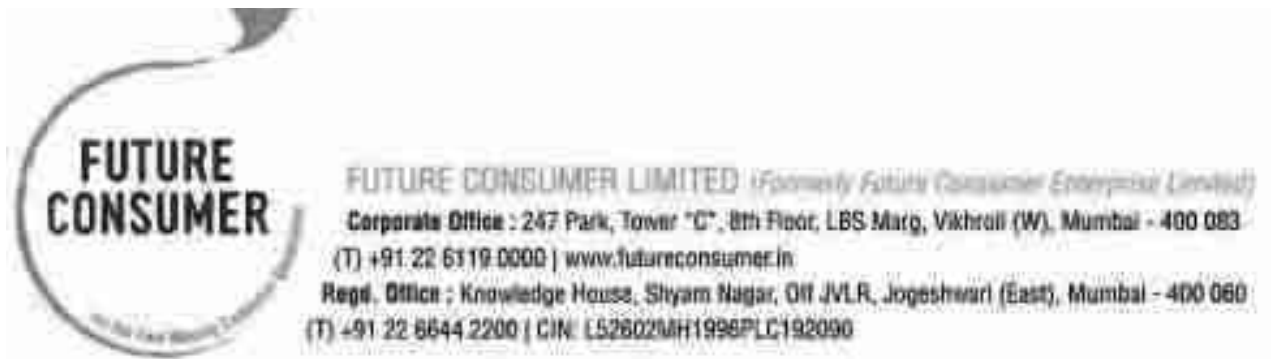 FUTURE
CONSUMER
FUTURE CONSUMER LIMITED (Formerly Future Consumer Enterprise Limited)
Corporate Office : 247 Park, Tower "C", 8th Floor, LBS Marg, Vikhroli (W), Mumbai - 400 083
(T) +91 22 6119 0000 | www.futureconsumer.in
Regd. Office : Knowledge House, Shyam Nagar, Off JVLR, Jogeshwari (East), Mumbai - 400 060
(T) +91 22 6644 2200 | CIN: L52602MH1996PLC192090